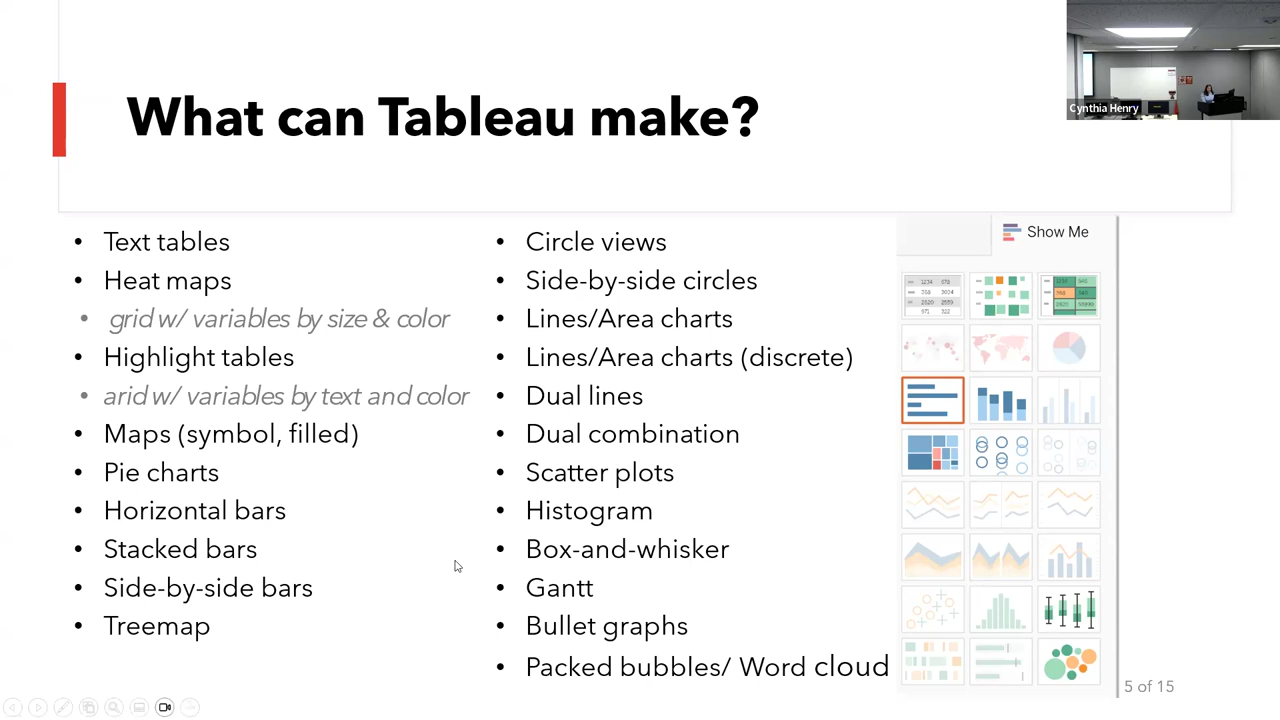 What can Tableau make?
Cynthia Henry
• Text tables
• Heat maps
• grid w/ variables by size & color
• Highlight tables
• arid w/ variables by text and color
• Maps (symbol, filled)
• Pie charts
• Horizontal bars
• Stacked bars
• Side-by-side bars
• Treemap
• Circle views
• Side-by-side circles
• Lines/Area charts
• Lines/Area charts (discrete)
• Dual lines
• Dual combination
• Scatter plots
• Histogram
• Box-and-whisker
• Gantt
• Bullet graphs
• Packed bubbles/ Word cloud
Show Me
5 of 15